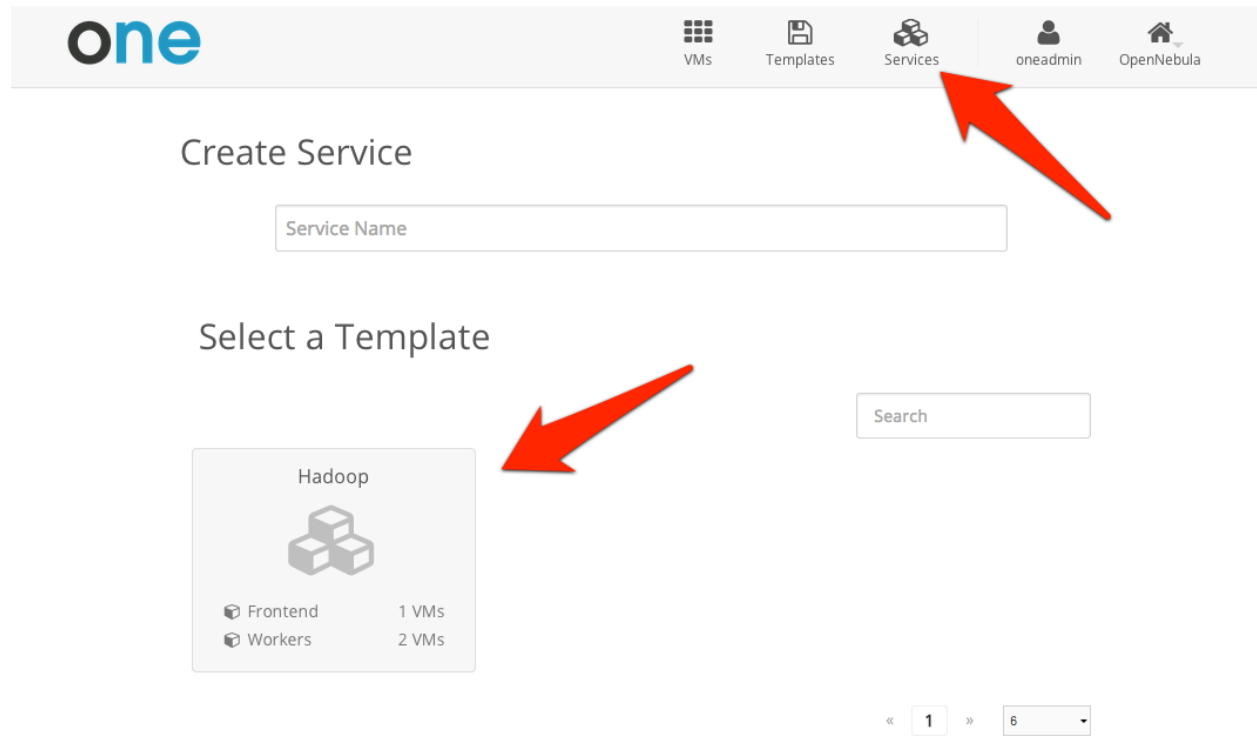 one
VMs Templates Services oneadmin OpenNebula
Create Service
Service Name
Select a Template
Search
Hadoop
Frontend 1 VMs
Workers 2 VMs
« 1 » 6